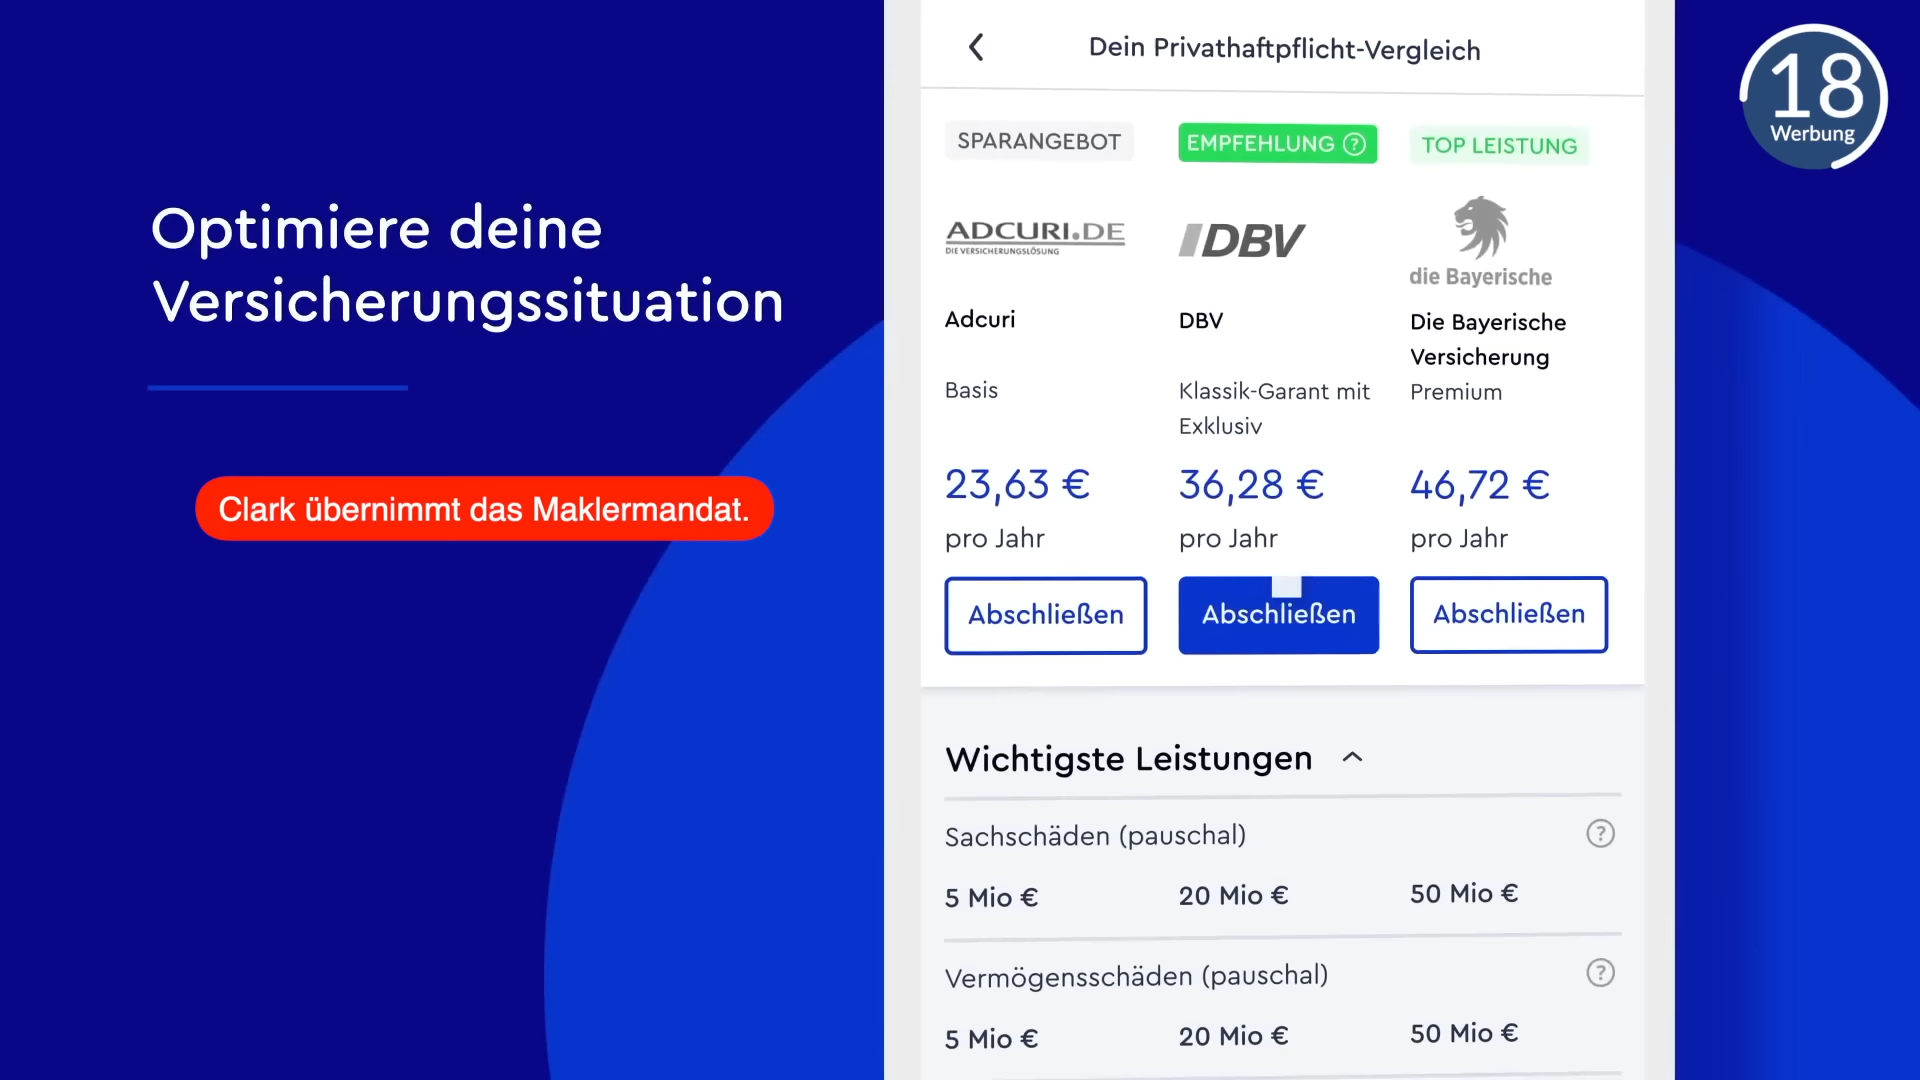 Optimiere deine
Versicherungssituation
Clark übernimmt das Maklermandat.
Dein Privathaftpflicht-Vergleich
SPARANGEBOT EMPFEHLUNG ? TOP LEISTUNG
ADCURI.DE
DIE VERSICHERUNGSLÖSUNG
DBV
die Bayerische
Adcuri DBV Die Bayerische
Versicherung
Basis Klassik-Garant mit Premium
Exklusiv
23,63 € 36,28 € 46,72 €
pro Jahr pro Jahr pro Jahr
Abschließen Abschließen Abschließen
Wichtigste Leistungen
Sachschäden (pauschal) ?
5 Mio € 20 Mio € 50 Mio €
Vermögensschäden (pauschal) ?
5 Mio € 20 Mio € 50 Mio €
18
Werbung